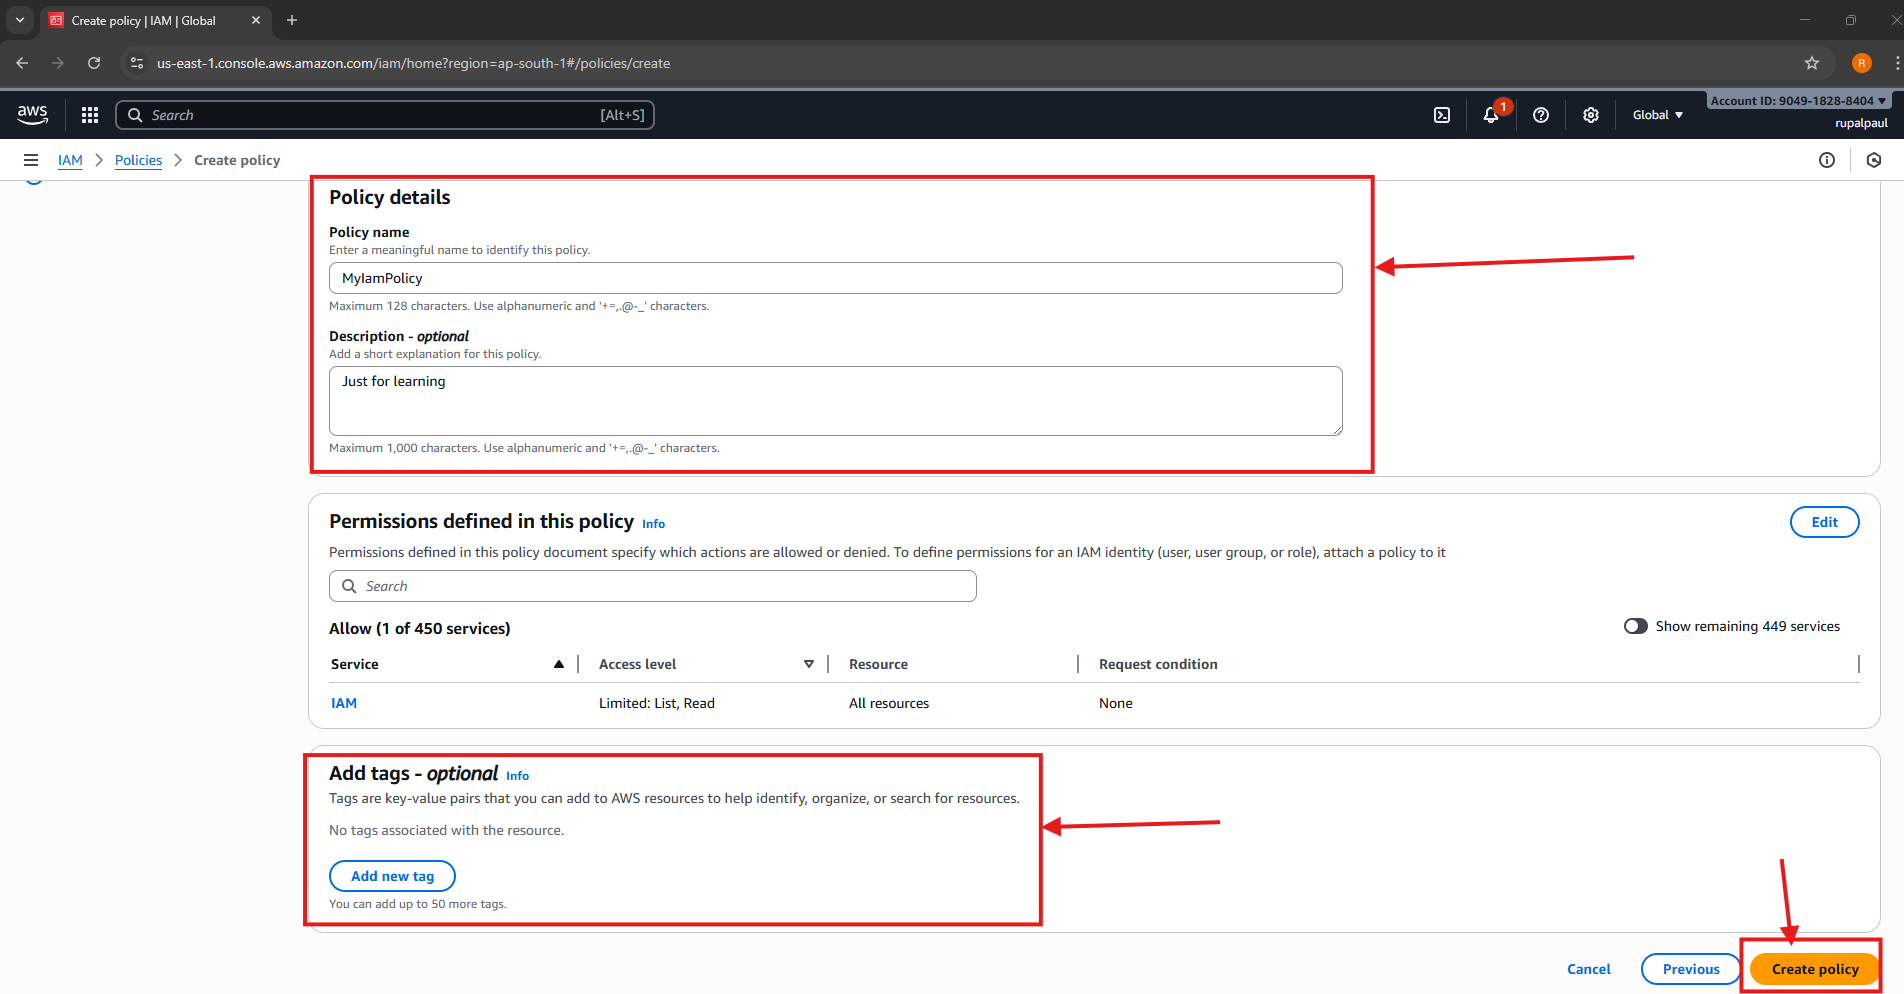 Create policy | IAM | Global
us-east-1.console.aws.amazon.com/iam/home?region=ap-south-1#/policies/create
R
aws
Search
[Alt+S]
1
Global
Account ID: 9049-1828-8404
rupalpaul
IAM
Policies
Create policy
Policy details
Policy name
Enter a meaningful name to identify this policy.
MyIamPolicy
Maximum 128 characters. Use alphanumeric and '+=,.@-_' characters.
Description - optional
Add a short explanation for this policy.
Just for learning
Maximum 1,000 characters. Use alphanumeric and '+=,.@-_' characters.
Permissions defined in this policy Info
Edit
Permissions defined in this policy document specify which actions are allowed or denied. To define permissions for an IAM identity (user, user group, or role), attach a policy to it
Search
Allow (1 of 450 services)
Show remaining 449 services
Service Access level Resource Request condition
IAM Limited: List, Read All resources None
Add tags - optional Info
Tags are key-value pairs that you can add to AWS resources to help identify, organize, or search for resources.
No tags associated with the resource.
Add new tag
You can add up to 50 more tags.
Cancel Previous Create policy